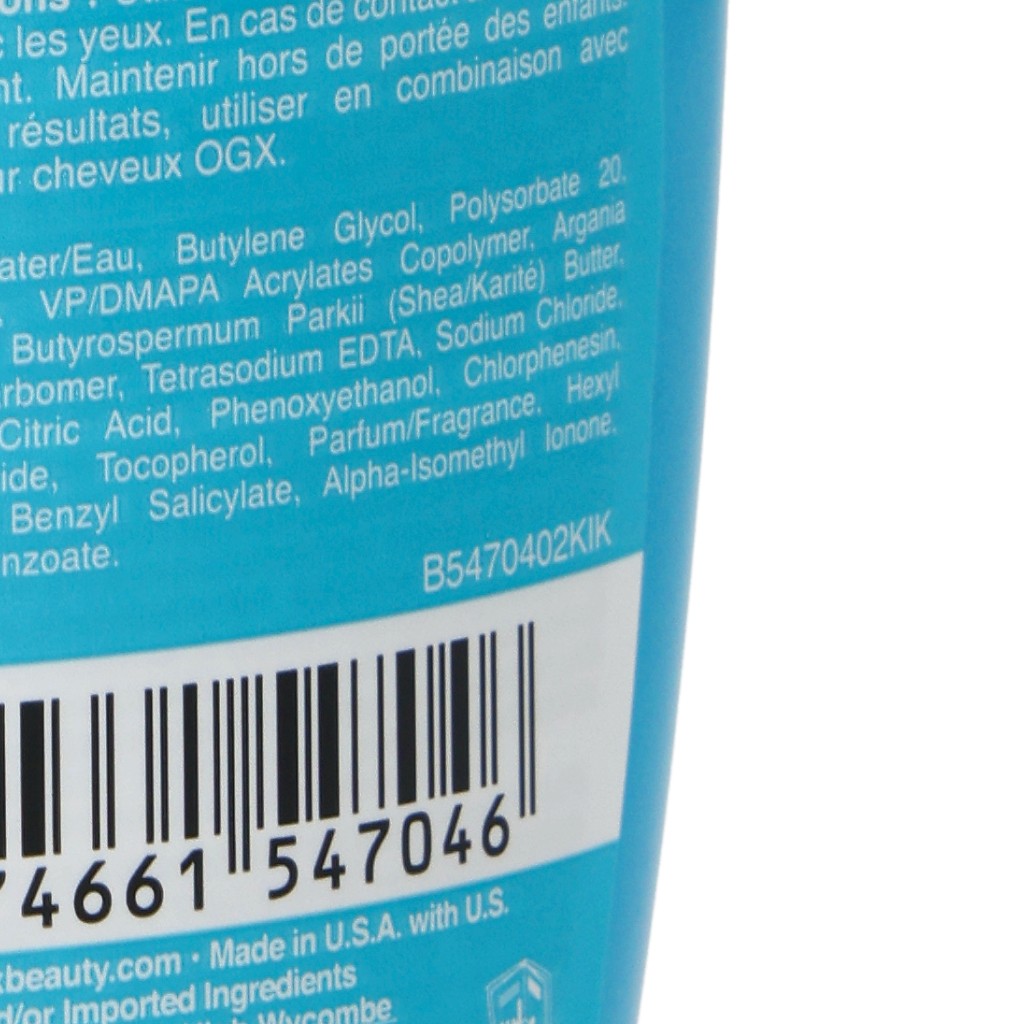 les yeux. En cas de contact
nt. Maintenir hors de portée des enfants.
résultats, utiliser en combinaison avec
ur cheveux OGX.
ater/Eau, Butylene Glycol, Polysorbate 20,
VP/DMAPA Acrylates Copolymer, Argania
Butyrospermum Parkii (Shea/Karité) Butter,
rbomer, Tetrasodium EDTA, Sodium Chloride,
Citric Acid, Phenoxyethanol, Chlorphenesin,
ide, Tocopherol, Parfum/Fragrance, Hexyl
Benzyl Salicylate, Alpha-Isomethyl Ionone,
nzoate.
B5470402KIK
74661 547046
xbeauty.com · Made in U.S.A. with U.S.
d/or Imported Ingredients
Wycombe